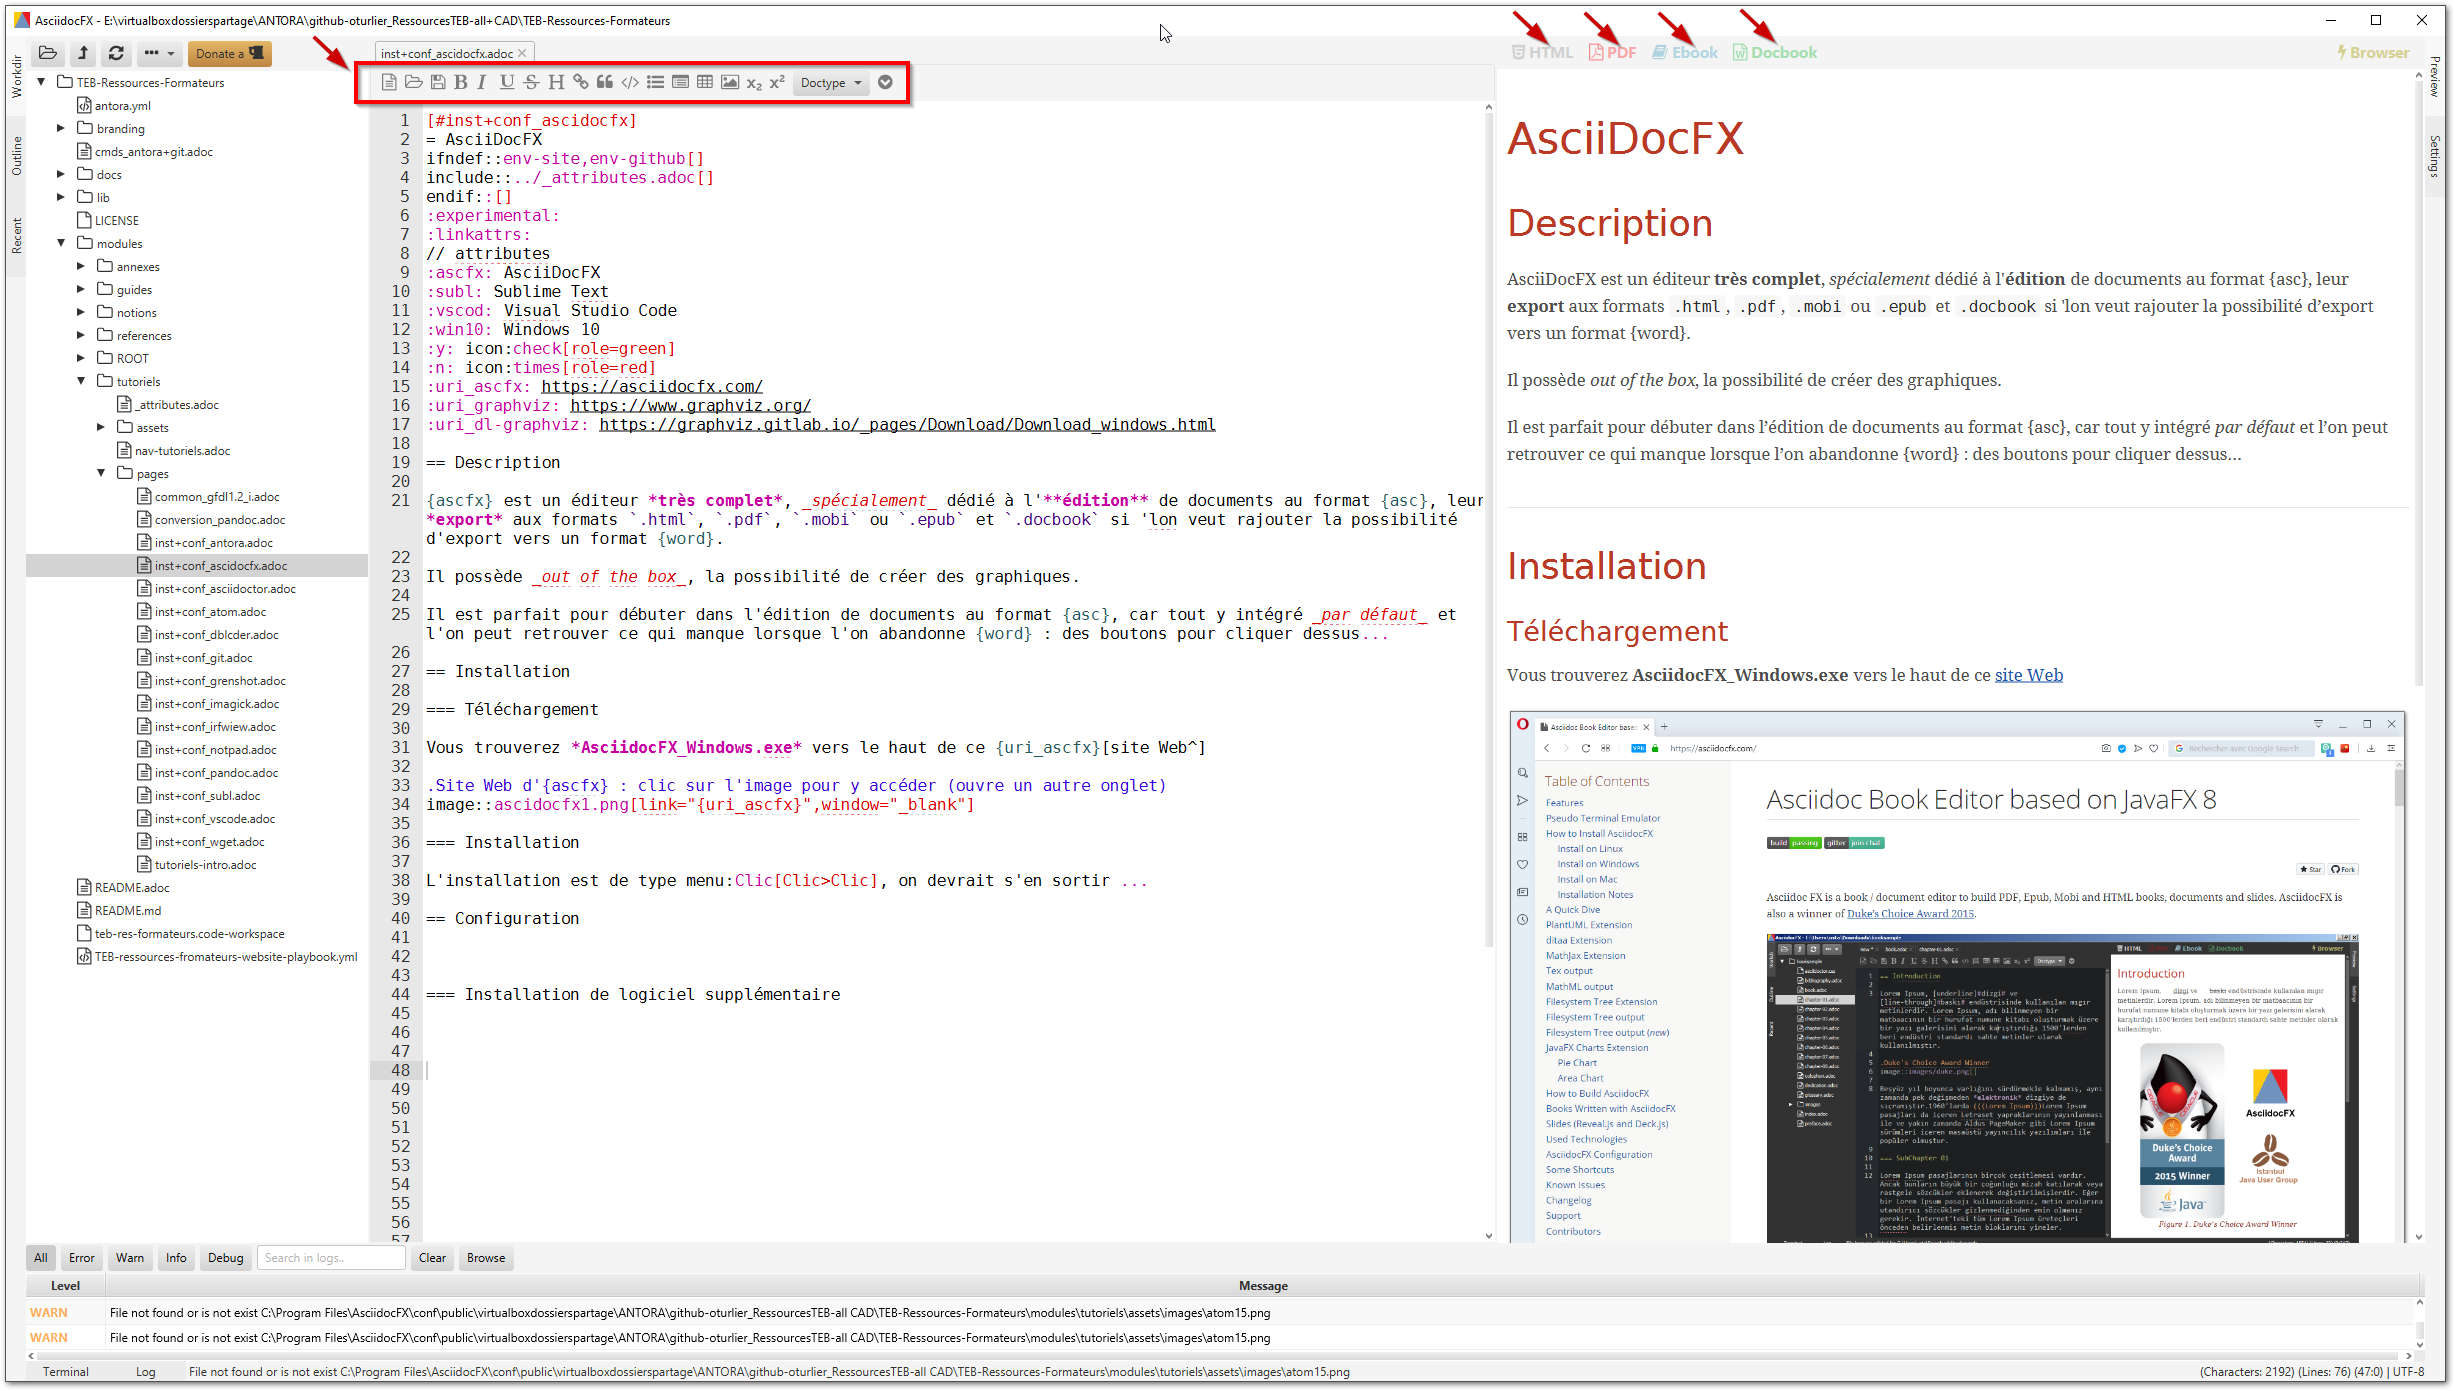 AsciidocFX - E:\virtualboxdossierspartage\ANTORA\github-oturlier_RessourcesTEB-all+CAD\TEB-Ressources-Formateurs
Donate a
inst+conf_ascidocfx.adoc
HTML PDF Ebook Docbook Browser
Workdir
Outline
Recent
Preview
Settings
Doctype
TEB-Ressources-Formateurs
antora.yml
branding
cmds_antora+git.adoc
docs
lib
LICENSE
modules
annexes
guides
notions
references
ROOT
tutoriels
_attributes.adoc
assets
nav-tutoriels.adoc
pages
common_gfdl1.2_i.adoc
conversion_pandoc.adoc
inst+conf_antora.adoc
inst+conf_ascidocfx.adoc
inst+conf_asciidoctor.adoc
inst+conf_atom.adoc
inst+conf_dblcder.adoc
inst+conf_git.adoc
inst+conf_grenshot.adoc
inst+conf_imagick.adoc
inst+conf_irfwiew.adoc
inst+conf_notpad.adoc
inst+conf_pandoc.adoc
inst+conf_subl.adoc
inst+conf_vscode.adoc
inst+conf_wget.adoc
tutoriels-intro.adoc
README.adoc
README.md
teb-res-formateurs.code-workspace
TEB-ressources-fromateurs-website-playbook.yml
1 [#inst+conf_ascidocfx]
2 = AsciiDocFX
3 ifndef::env-site,env-github[]
4 include::../_attributes.adoc[]
5 endif::[]
6 :experimental:
7 :linkattrs:
8 // attributes
9 :ascfx: AsciiDocFX
10 :subl: Sublime Text
11 :vscod: Visual Studio Code
12 :win10: Windows 10
13 :y: icon:check[role=green]
14 :n: icon:times[role=red]
15 :uri_ascfx: https://asciidocfx.com/
16 :uri_graphviz: https://www.graphviz.org/
17 :uri_dl-graphviz: https://graphviz.gitlab.io/_pages/Download/Download_windows.html
18
19 == Description
20
21 {ascfx} est un éditeur *très complet*, _spécialement_ dédié à l'**édition** de documents au format {asc}, leur
*export* aux formats `.html`, `.pdf`, `.mobi` ou `.epub` et `.docbook` si 'lon veut rajouter la possibilité
d'export vers un format {word}.
22
23 Il possède _out of the box_, la possibilité de créer des graphiques.
24
25 Il est parfait pour débuter dans l'édition de documents au format {asc}, car tout y intégré _par défaut_ et
l'on peut retrouver ce qui manque lorsque l'on abandonne {word} : des boutons pour cliquer dessus...
26
27 == Installation
28
29 === Téléchargement
30
31 Vous trouverez *AsciidocFX_Windows.exe* vers le haut de ce {uri_ascfx}[site Web^]
32
33 .Site Web d'{ascfx} : clic sur l'image pour y accéder (ouvre un autre onglet)
34 image::ascidocfx1.png[link="{uri_ascfx}",window="_blank"]
35
36 === Installation
37
38 L'installation est de type menu:Clic[Clic>Clic], on devrait s'en sortir ...
39
40 == Configuration
41
42
43
44 === Installation de logiciel supplémentaire
45
46
47
48
49
50
51
52
53
54
55
56
57
AsciiDocFX
Description
AsciiDocFX est un éditeur très complet, spécialement dédié à l'édition de documents au format {asc}, leur
export aux formats .html, .pdf, .mobi ou .epub et .docbook si 'lon veut rajouter la possibilité d’export
vers un format {word}.
Il possède out of the box, la possibilité de créer des graphiques.
Il est parfait pour débuter dans l’édition de documents au format {asc}, car tout y intégré par défaut et l’on peut
retrouver ce qui manque lorsque l’on abandonne {word} : des boutons pour cliquer dessus…
Installation
Téléchargement
Vous trouverez AsciidocFX_Windows.exe vers le haut de ce site Web
Asciidoc Book Editor based
VPN https://asciidocfx.com/ Rechercher avec Google Search
Table of Contents
Features
Pseudo Terminal Emulator
How to Install AsciidocFX
Install on Linux
Install on Windows
Install on Mac
Installation Notes
A Quick Dive
PlantUML Extension
ditaa Extension
MathJax Extension
Tex output
MathML output
Filesystem Tree Extension
Filesystem Tree output
Filesystem Tree output (new)
JavaFX Charts Extension
Pie Chart
Area Chart
How to Build AsciidocFX
Books Written with AsciidocFX
Slides (Reveal.js and Deck.js)
Used Technologies
AsciidocFX Configuration
Some Shortcuts
Known Issues
Changelog
Support
Contributors
Asciidoc Book Editor based on JavaFX 8
build passing gitter join chat
Star Fork
Asciidoc FX is a book / document editor to build PDF, Epub, Mobi and HTML books, documents and slides. AsciidocFX is
also a winner of Duke's Choice Award 2015.
HTML Ebook Docbook Browser
== Introduction
Introduction
.Duke's Choice Award Winner
image::images/duke.png[]
=== SubChapter 01
Duke's Choice
Award
2015 Winner
Java
AsciidocFX
Istanbul
Java User Group
Figure 1. Duke's Choice Award Winner
All Error Warn Info Debug Search in logs.. Clear Browse
Level Message
WARN File not found or is not exist C:\Program Files\AsciidocFX\conf\public\virtualboxdossierspartage\ANTORA\github-oturlier_RessourcesTEB-all CAD\TEB-Ressources-Formateurs\modules\tutoriels\assets\images\atom15.png
WARN File not found or is not exist C:\Program Files\AsciidocFX\conf\public\virtualboxdossierspartage\ANTORA\github-oturlier_RessourcesTEB-all CAD\TEB-Ressources-Formateurs\modules\tutoriels\assets\images\atom15.png
Terminal Log File not found or is not exist C:\Program Files\AsciidocFX\conf\public\virtualboxdossierspartage\ANTORA\github-oturlier_RessourcesTEB-all CAD\TEB-Ressources-Formateurs\modules\tutoriels\assets\images\atom15.png (Characters: 2192) (Lines: 76) (47:0) | UTF-8